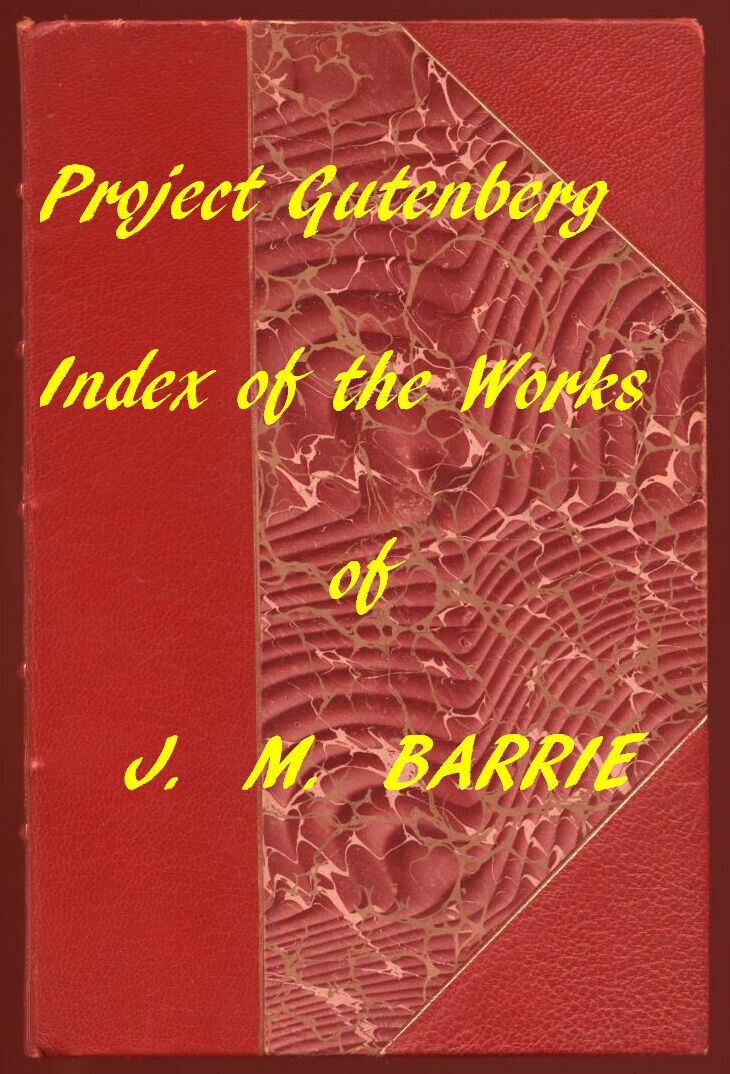 Project Gutenberg
Index of the Works
of
J. M. BARRIE